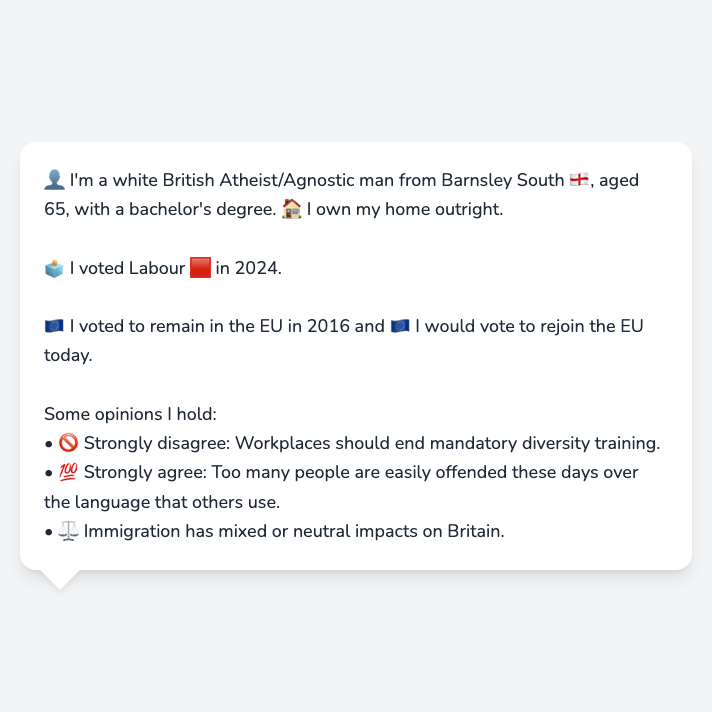 👤 I'm a white British Atheist/Agnostic man from Barnsley South 🏴󠁧󠁢󠁥󠁮󠁧󠁿, aged
65, with a bachelor's degree. 🏠 I own my home outright.
🗳️ I voted Labour 🟥 in 2024.
🇪🇺 I voted to remain in the EU in 2016 and 🇪🇺 I would vote to rejoin the EU
today.
Some opinions I hold:
• 🚫 Strongly disagree: Workplaces should end mandatory diversity training.
• 💯 Strongly agree: Too many people are easily offended these days over
the language that others use.
• ⚖️ Immigration has mixed or neutral impacts on Britain.